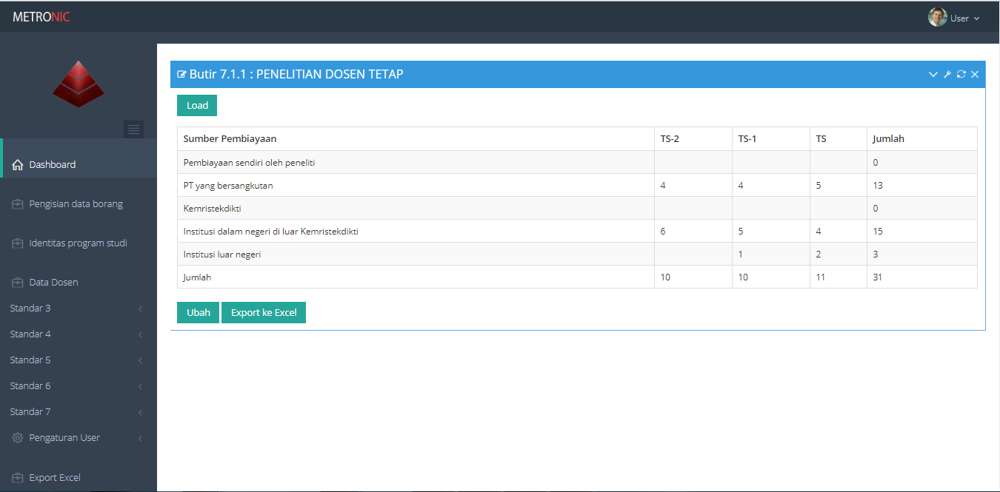 METRONIC
User
Butir 7.1.1 : PENELITIAN DOSEN TETAP
Load
Sumber Pembiayaan TS-2 TS-1 TS Jumlah
Pembiayaan sendiri oleh peneliti 0
PT yang bersangkutan 4 4 5 13
Kemristekdikti 0
Institusi dalam negeri di luar Kemristekdikti 6 5 4 15
Institusi luar negeri 1 2 3
Jumlah 10 10 11 31
Ubah Export ke Excel
Dashboard
Pengisian data borang
Identitas program studi
Data Dosen
Standar 3
Standar 4
Standar 5
Standar 6
Standar 7
Pengaturan User
Export Excel